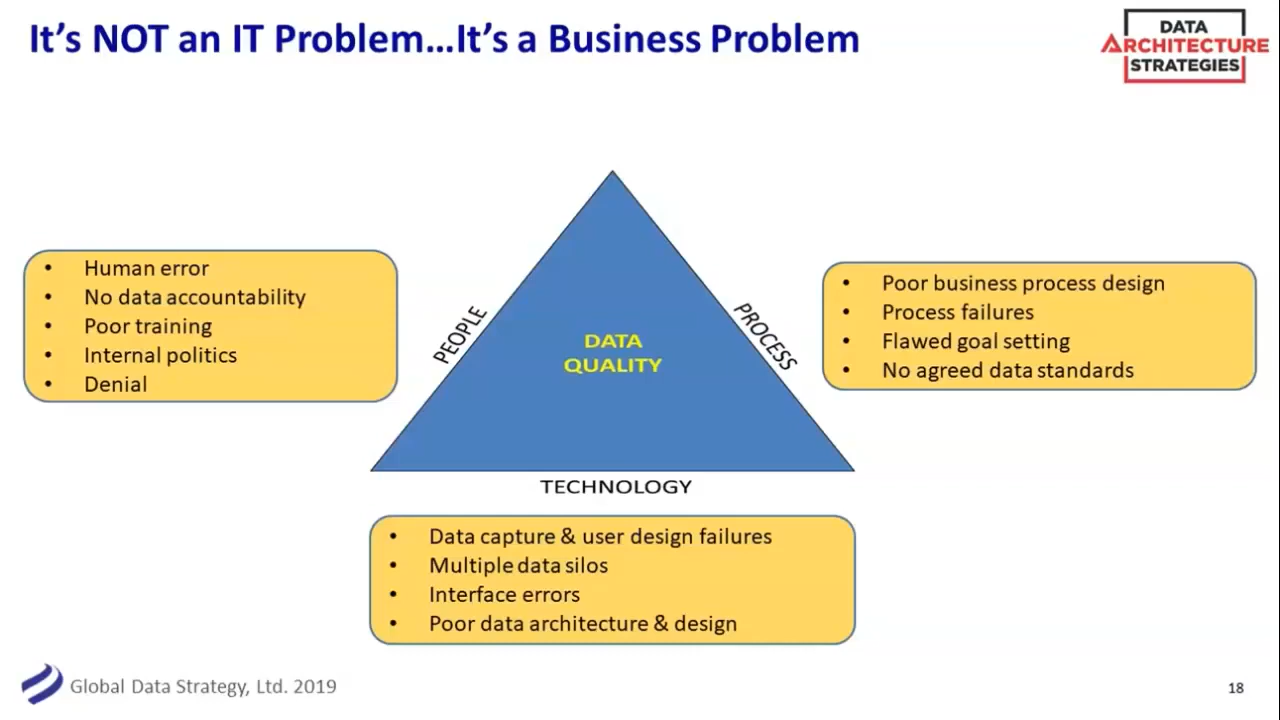 It's NOT an IT Problem...It's a Business Problem
DATA
ARCHITECTURE
STRATEGIES
• Human error
• No data accountability
• Poor training
• Internal politics
• Denial
PEOPLE
DATA
QUALITY
PROCESS
• Poor business process design
• Process failures
• Flawed goal setting
• No agreed data standards
TECHNOLOGY
• Data capture & user design failures
• Multiple data silos
• Interface errors
• Poor data architecture & design
Global Data Strategy, Ltd. 2019
18